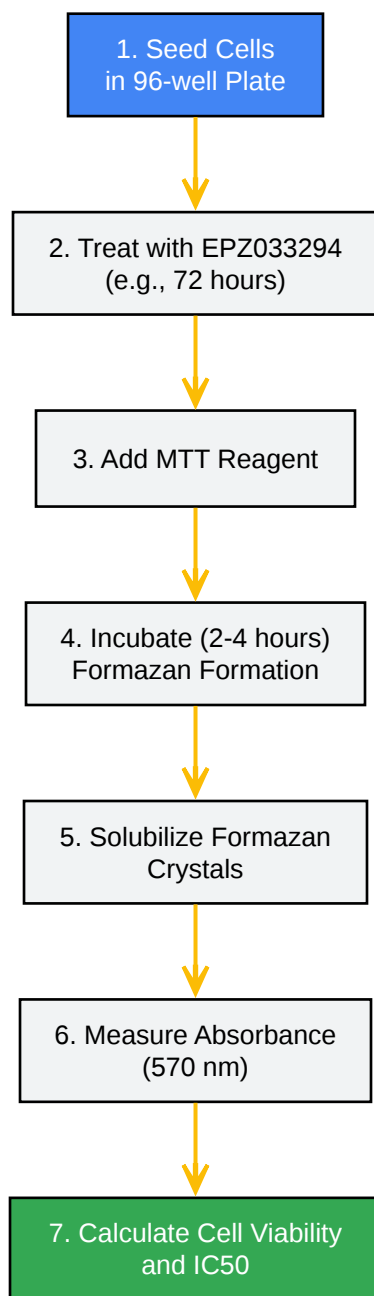 1. Seed Cells
in 96-well Plate
2. Treat with EPZ033294
(e.g., 72 hours)
3. Add MTT Reagent
4. Incubate (2-4 hours)
Formazan Formation
5. Solubilize Formazan
Crystals
6. Measure Absorbance
(570 nm)
7. Calculate Cell Viability
and IC50